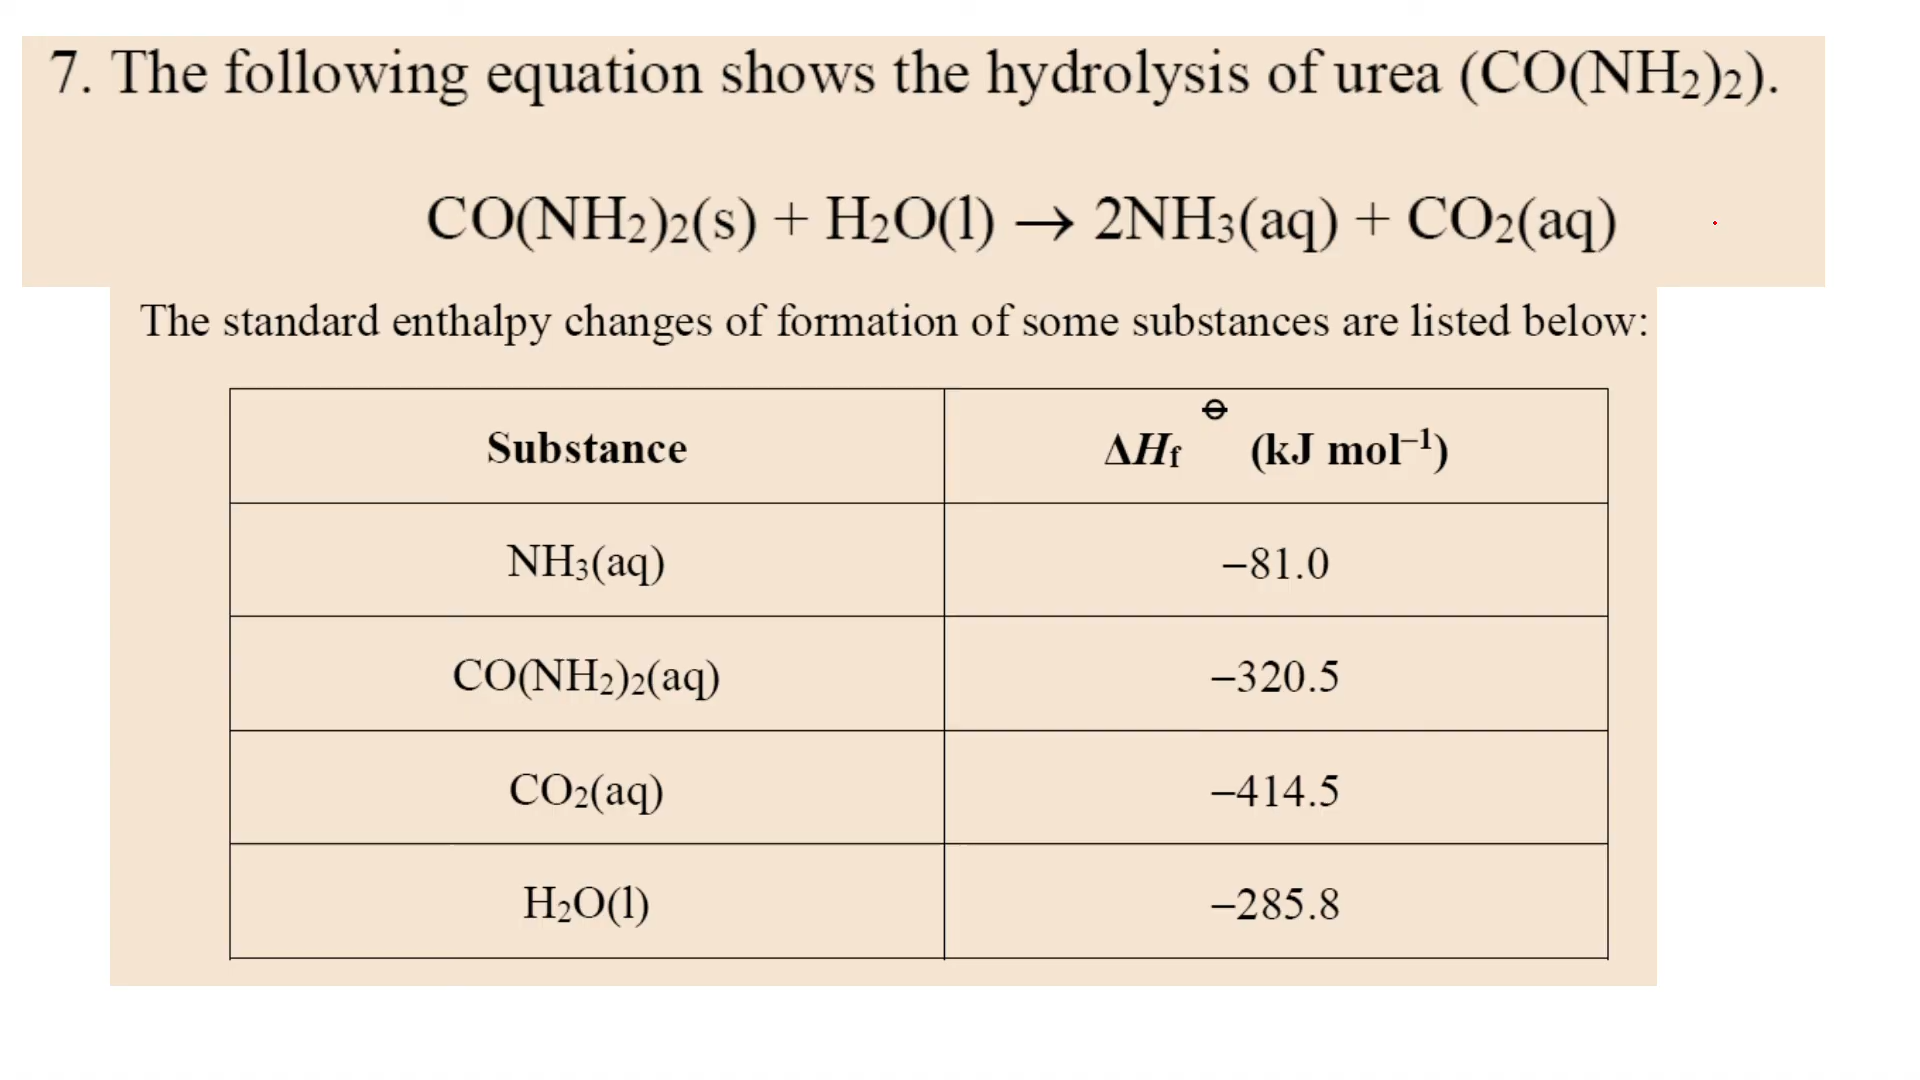 7. The following equation shows the hydrolysis of urea (CO(NH₂)₂).
CO(NH₂)₂(s) + H₂O(l) → 2NH₃(aq) + CO₂(aq)
The standard enthalpy changes of formation of some substances are listed below:
Substance ΔHf ⊖ (kJ mol⁻¹)
NH₃(aq) –81.0
CO(NH₂)₂(aq) –320.5
CO₂(aq) –414.5
H₂O(l) –285.8